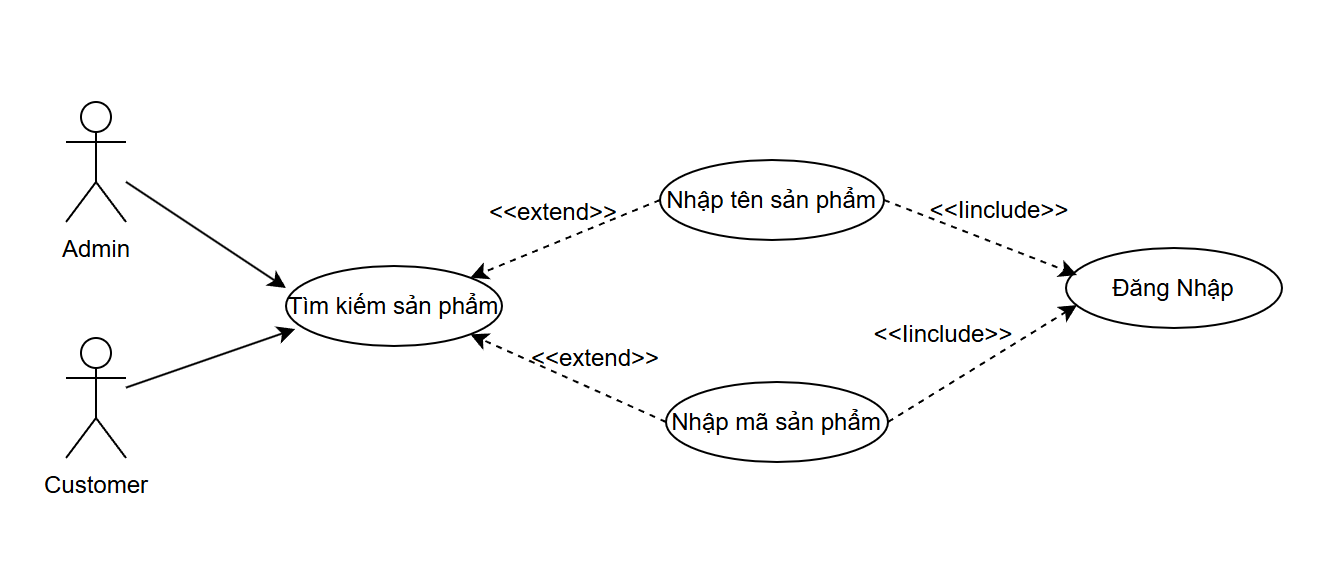 Admin
Customer
Tìm kiếm sản phẩm
<<extend>>
<<extend>>
Nhập tên sản phẩm
Nhập mã sản phẩm
<<Iinclude>>
<<Iinclude>>
Đăng Nhập